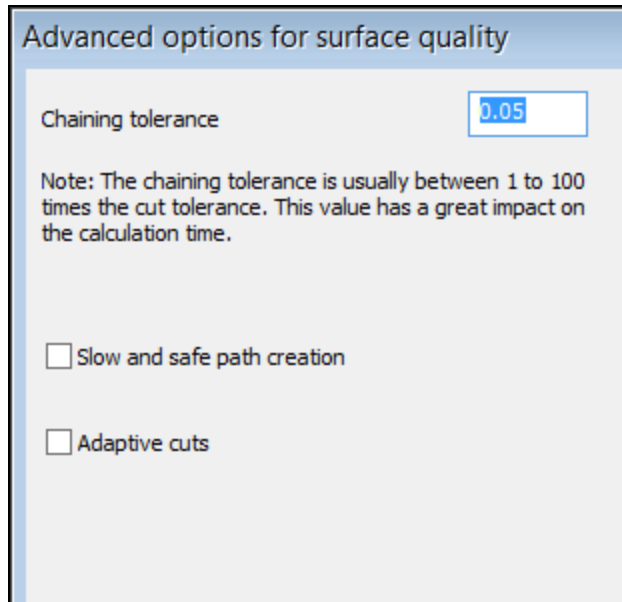 Advanced options for surface quality
Chaining tolerance
0.05
Note: The chaining tolerance is usually between 1 to 100
times the cut tolerance. This value has a great impact on
the calculation time.
Slow and safe path creation
Adaptive cuts